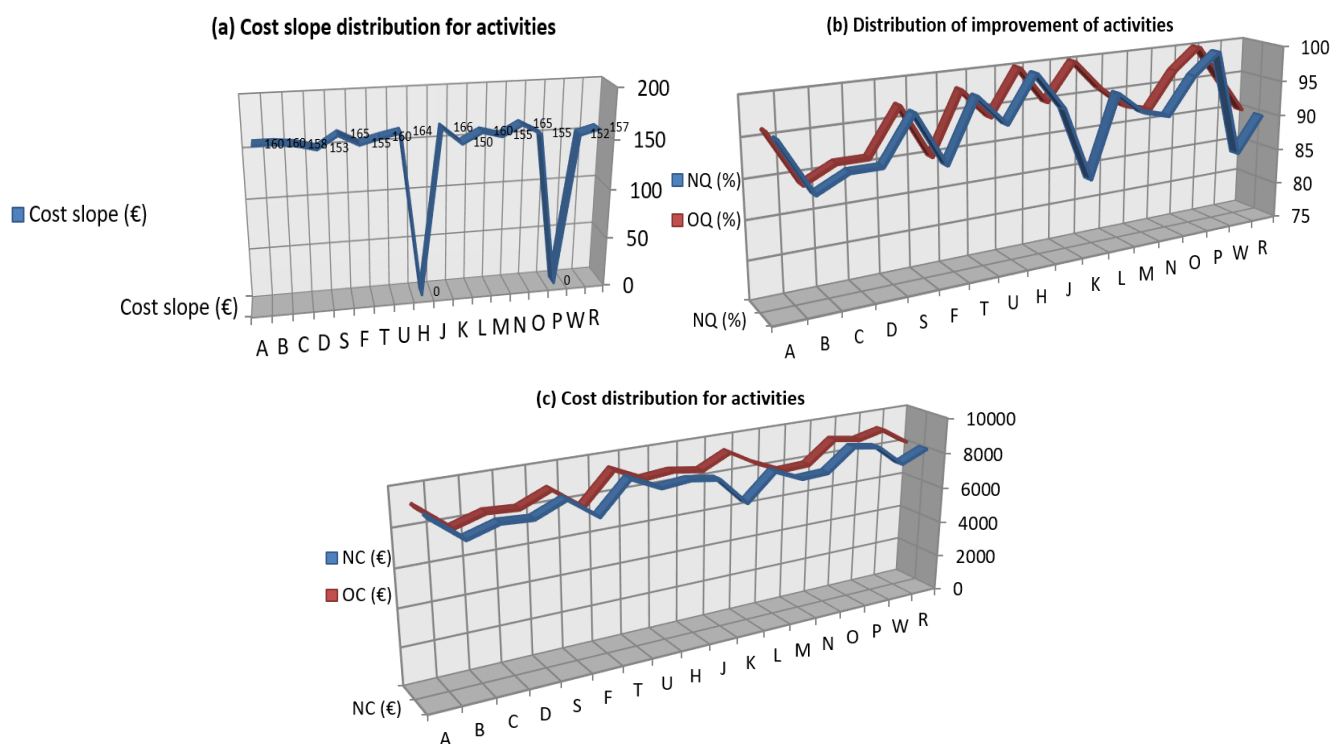 (a) Cost slope distribution for activities
200
150
100
50
0
160 160 158 153 165 155 160 164 0 166 150 160 155 165 155 0 152 157
Cost slope (€)
Cost slope (€)
A B C D S F T U H J K L M N O P W R
(b) Distribution of improvement of activities
100
95
90
85
80
75
NQ (%)
OQ (%)
NQ (%)
A B C D S F T U H J K L M N O P W R
(c) Cost distribution for activities
10000
8000
6000
4000
2000
0
NC (€)
OC (€)
NC (€)
A B C D S F T U H J K L M N O P W R